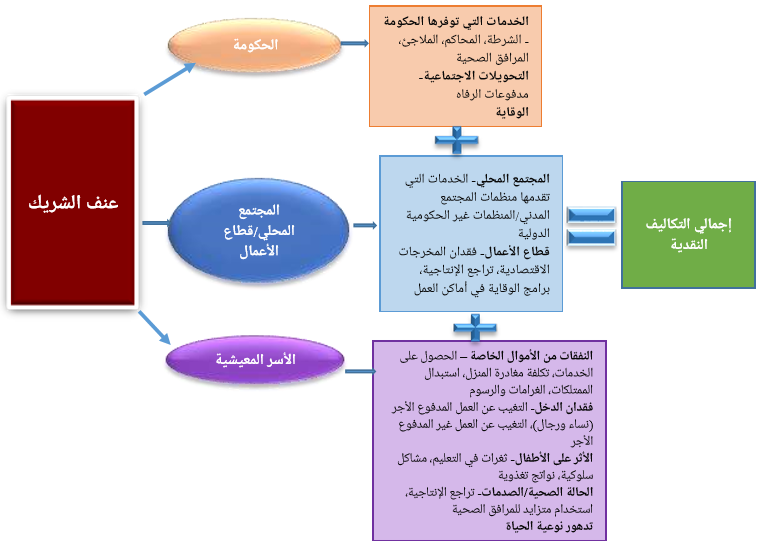 عنف الشريك
الحكومة
الخدمات التي توفرها الحكومة
- الشرطة، المحاكم، الملاجئ،
المرافق الصحية
التحويلات الاجتماعية-
مدفوعات الرفاه
الوقاية
المجتمع
المحلي/قطاع
الأعمال
المجتمع المحلي- الخدمات التي
تقدمها منظمات المجتمع
المدني/المنظمات غير الحكومية
الدولية
قطاع الأعمال- فقدان المخرجات
الاقتصادية، تراجع الإنتاجية،
برامج الوقاية في أماكن العمل
إجمالي التكاليف
النقدية
الأسر المعيشية
النفقات من الأموال الخاصة – الحصول على
الخدمات، تكلفة مغادرة المنزل، استبدال
الممتلكات، الغرامات والرسوم
فقدان الدخل- التغيب عن العمل المدفوع الأجر
(نساء ورجال)، التغيب عن العمل غير المدفوع
الأجر
الأثر على الأطفال- ثغرات في التعليم، مشاكل
سلوكية، نواتج تغذوية
الحالة الصحية/الصدمات- تراجع الإنتاجية،
استخدام متزايد للمرافق الصحية
تدهور نوعية الحياة